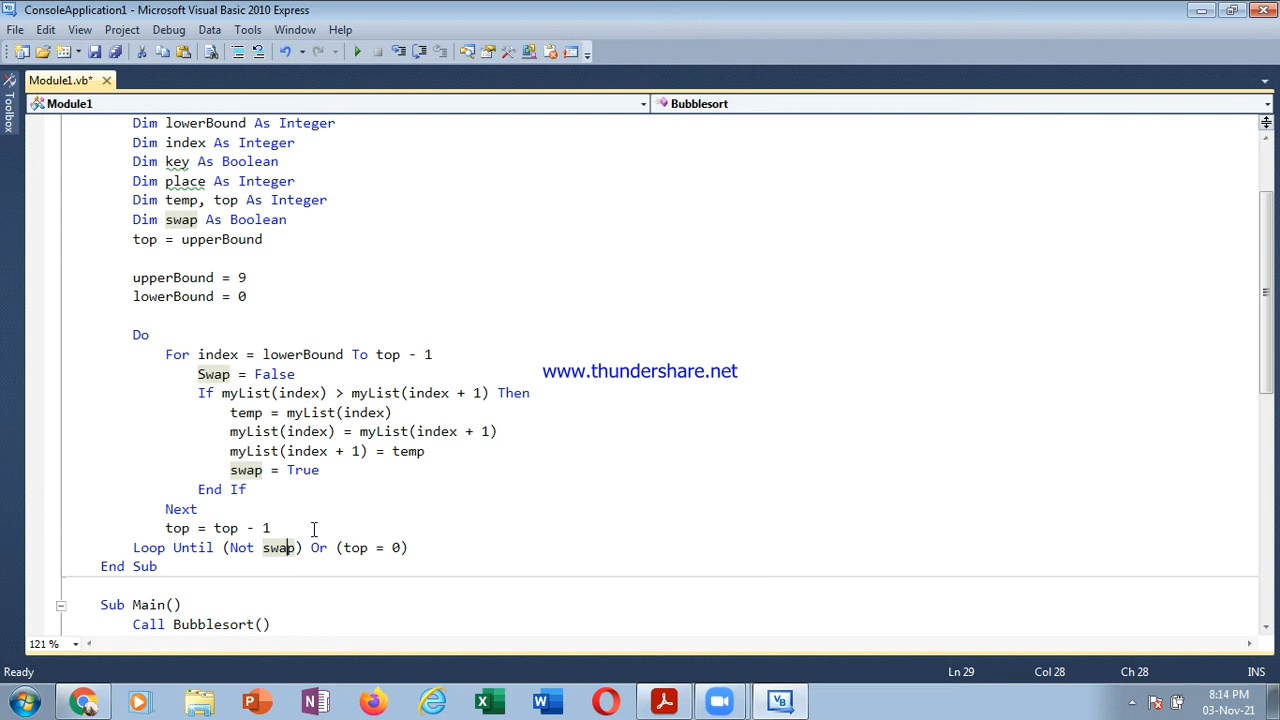 ConsoleApplication1 - Microsoft Visual Basic 2010 Express
File Edit View Project Debug Data Tools Window Help
Module1.vb*
Toolbox
Module1
Bubblesort
Dim lowerBound As Integer
Dim index As Integer
Dim key As Boolean
Dim place As Integer
Dim temp, top As Integer
Dim swap As Boolean
top = upperBound
upperBound = 9
lowerBound = 0
Do
For index = lowerBound To top - 1
Swap = False
If myList(index) > myList(index + 1) Then
temp = myList(index)
myList(index) = myList(index + 1)
myList(index + 1) = temp
swap = True
End If
Next
top = top - 1
Loop Until (Not swap) Or (top = 0)
End Sub
Sub Main()
Call Bubblesort()
www.thundershare.net
121 %
Ready
Ln 29
Col 28
Ch 28
INS
8:14 PM
03-Nov-21